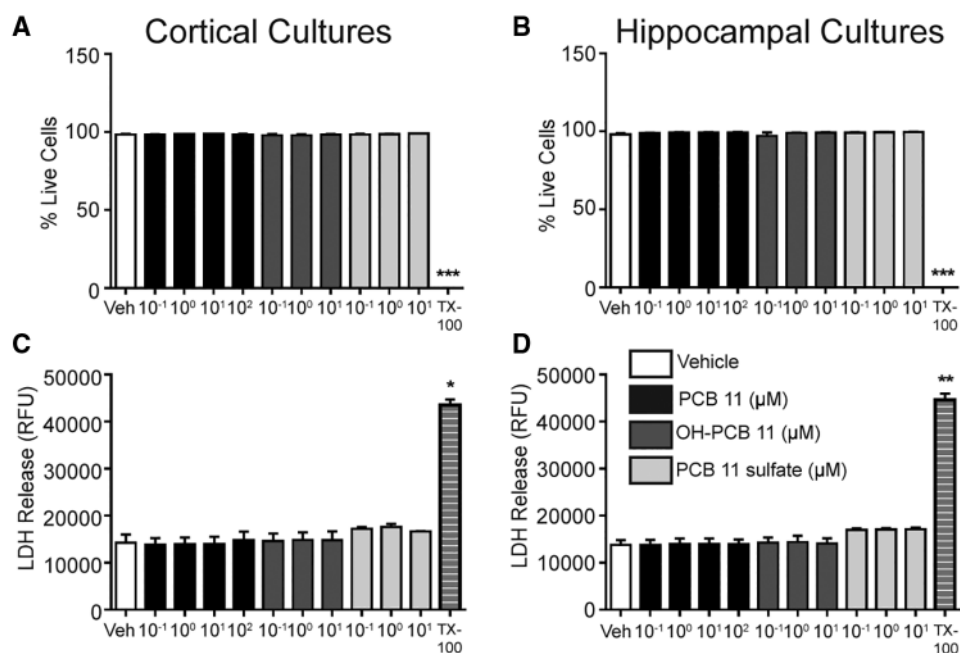 A Cortical Cultures
% Live Cells
150
100
50
0
***
Veh 10⁻¹ 10⁰ 10¹ 10² 10⁻¹ 10⁰ 10¹ 10⁻¹ 10⁰ 10¹ TX-
100
B Hippocampal Cultures
% Live Cells
150
100
50
0
***
Veh 10⁻¹ 10⁰ 10¹ 10² 10⁻¹ 10⁰ 10¹ 10⁻¹ 10⁰ 10¹ TX-
100
C
LDH Release (RFU)
50000
40000
30000
20000
10000
0
*
Veh 10⁻¹ 10⁰ 10¹ 10² 10⁻¹ 10⁰ 10¹ 10⁻¹ 10⁰ 10¹ TX-
100
D
LDH Release (RFU)
50000
40000
30000
20000
10000
0
Vehicle
PCB 11 (µM)
OH-PCB 11 (µM)
PCB 11 sulfate (µM)
**
Veh 10⁻¹ 10⁰ 10¹ 10² 10⁻¹ 10⁰ 10¹ 10⁻¹ 10⁰ 10¹ TX-
100